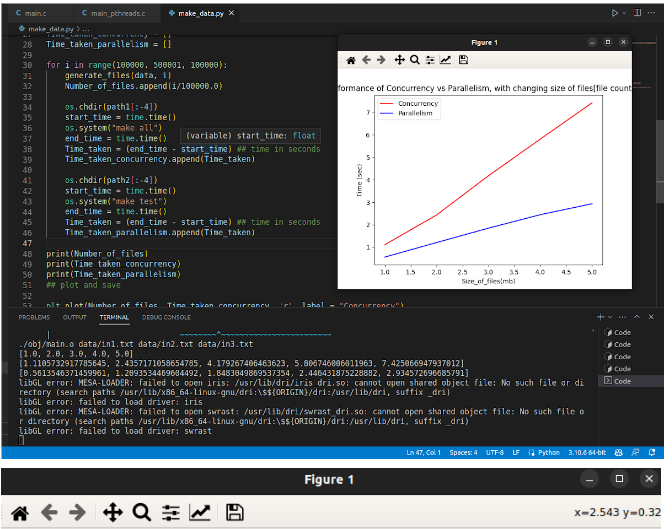 main.c main_pthreads.c make_data.py ×
make_data.py > ...
27 Time_taken_concurrency = []
28 Time_taken_parallelism = []
29
30 for i in range(100000, 500001, 100000):
31 generate_files(data, i)
32 Number_of_files.append(i/100000.0)
33
34 os.chdir(path1[:-4])
35 start_time = time.time()
36 os.system("make all")
37 end_time = time.time()
(variable) start_time: float
38 Time_taken = (end_time - start_time) ## time in seconds
39 Time_taken_concurrency.append(Time_taken)
40
41 os.chdir(path2[:-4])
42 start_time = time.time()
43 os.system("make test")
44 end_time = time.time()
45 Time_taken = (end_time - start_time) ## time in seconds
46 Time_taken_parallelism.append(Time_taken)
47
48 print(Number_of_files)
49 print(Time_taken_concurrency)
50 print(Time_taken_parallelism)
51 ## plot and save
52
53 plt.plot(Number_of_files, Time_taken_concurrency, 'r', label = "Concurrency")
Figure 1
formance of Concurrency vs Parallelism, with changing size of files[file count
Concurrency
Parallelism
Time (sec)
7
6
5
4
3
2
1
1.0 1.5 2.0 2.5 3.0 3.5 4.0 4.5 5.0
Size_of_files(mb)
PROBLEMS OUTPUT TERMINAL DEBUG CONSOLE
./obj/main.o data/in1.txt data/in2.txt data/in3.txt
[1.0, 2.0, 3.0, 4.0, 5.0]
[1.1105732917785645, 2.4357171058654785, 4.179267406463623, 5.806746006011963, 7.425066947937012]
[0.5613546371459961, 1.2093534469604492, 1.8483049869537354, 2.446431875228882, 2.934572696685791]
libGL error: MESA-LOADER: failed to open iris: /usr/lib/dri/iris_dri.so: cannot open shared object file: No such file or di
rectory (search paths /usr/lib/x86_64-linux-gnu/dri:\$${ORIGIN}/dri:/usr/lib/dri, suffix _dri)
libGL error: failed to load driver: iris
libGL error: MESA-LOADER: failed to open swrast: /usr/lib/dri/swrast_dri.so: cannot open shared object file: No such file o
r directory (search paths /usr/lib/x86_64-linux-gnu/dri:\$${ORIGIN}/dri:/usr/lib/dri, suffix _dri)
libGL error: failed to load driver: swrast
Code
Code
Code
Code
Code
Ln 47, Col 1 Spaces: 4 UTF-8 LF Python 3.10.6 64-bit
Figure 1
x=2.543 y=0.32